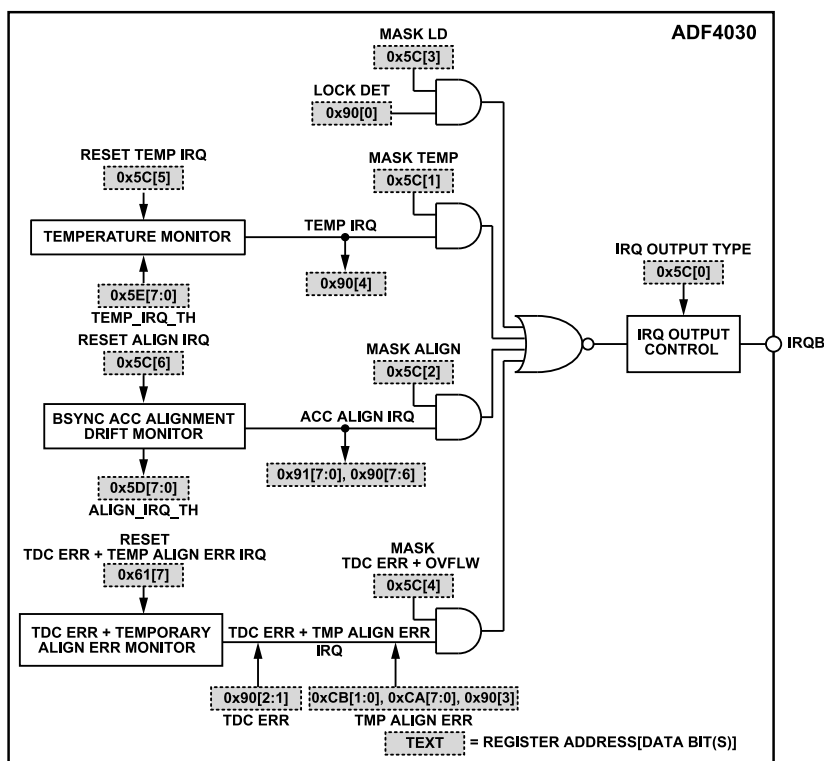 ADF4030
MASK LD
0x5C[3]
LOCK DET
0x90[0]
RESET TEMP IRQ
0x5C[5]
MASK TEMP
0x5C[1]
TEMPERATURE MONITOR
TEMP IRQ
0x90[4]
0x5E[7:0]
TEMP_IRQ_TH
IRQ OUTPUT TYPE
0x5C[0]
IRQ OUTPUT
CONTROL
IRQB
RESET ALIGN IRQ
0x5C[6]
MASK ALIGN
0x5C[2]
BSYNC ACC ALIGNMENT
DRIFT MONITOR
ACC ALIGN IRQ
0x91[7:0], 0x90[7:6]
0x5D[7:0]
ALIGN_IRQ_TH
RESET
TDC ERR + TEMP ALIGN ERR IRQ
0x61[7]
MASK
TDC ERR + OVFLW
0x5C[4]
TDC ERR + TEMPORARY
ALIGN ERR MONITOR
TDC ERR + TMP ALIGN ERR
IRQ
0x90[2:1]
TDC ERR
0xCB[1:0], 0xCA[7:0], 0x90[3]
TMP ALIGN ERR
TEXT = REGISTER ADDRESS[DATA BIT(S)]